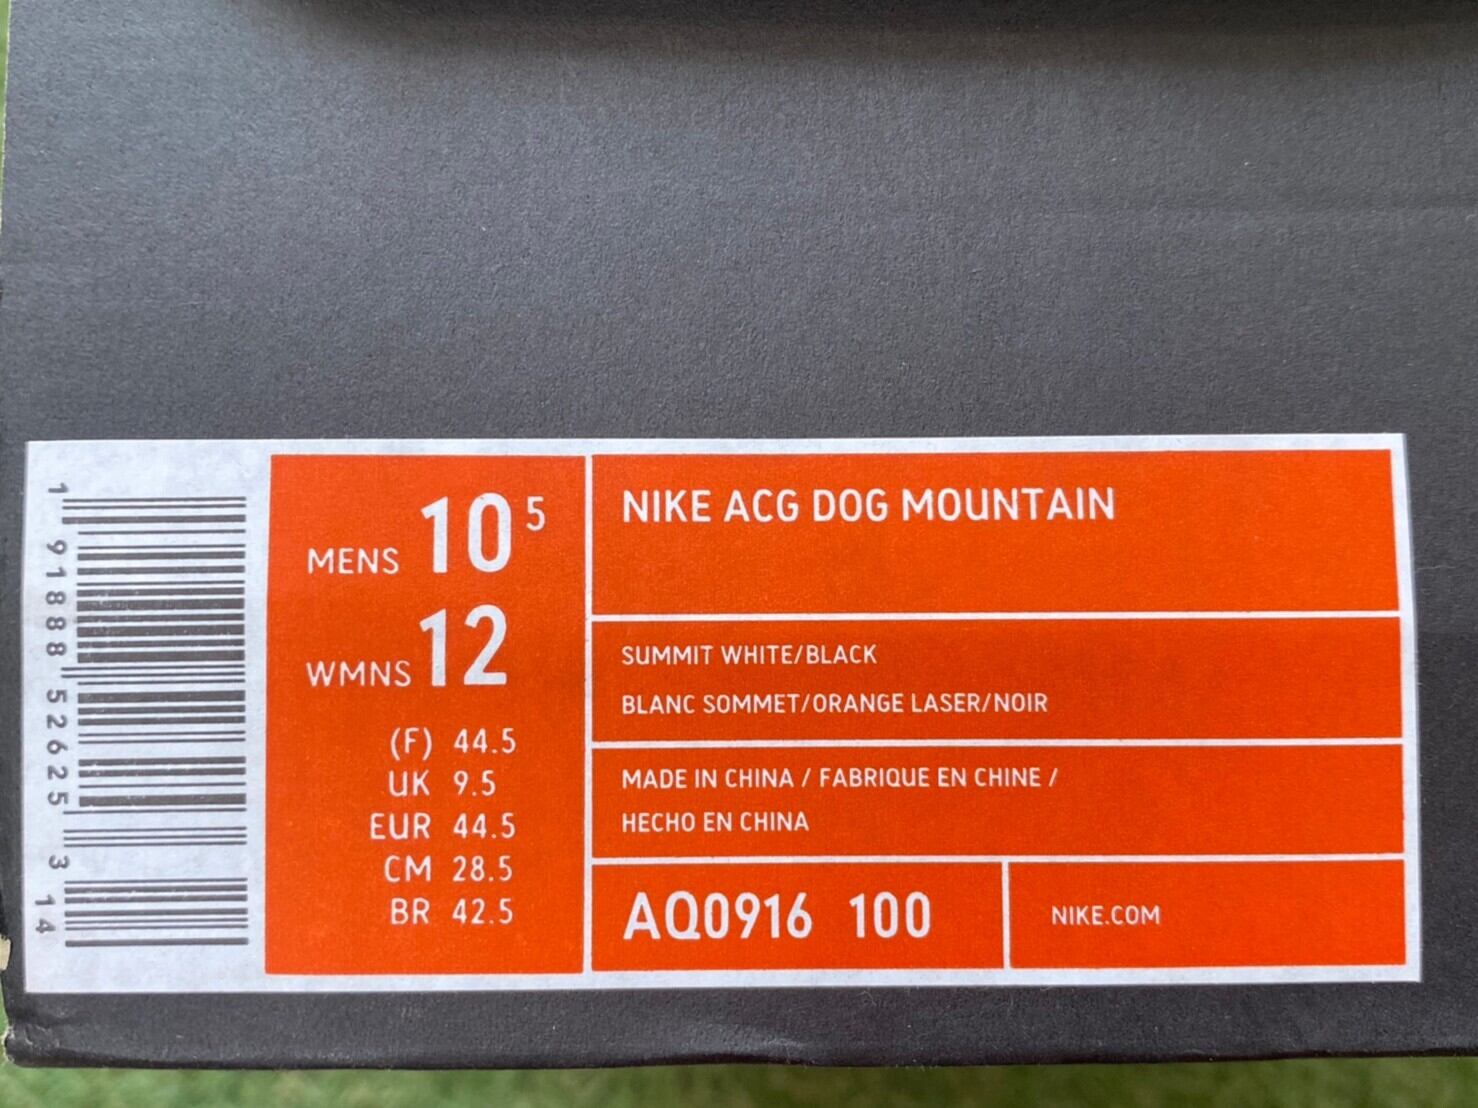 1 91888 52625 3 14
MENS 10 5
WMNS 12
(F) 44.5
UK 9.5
EUR 44.5
CM 28.5
BR 42.5
NIKE ACG DOG MOUNTAIN
SUMMIT WHITE/BLACK
BLANC SOMMET/ORANGE LASER/NOIR
MADE IN CHINA / FABRIQUE EN CHINE /
HECHO EN CHINA
AQ0916 100
NIKE.COM